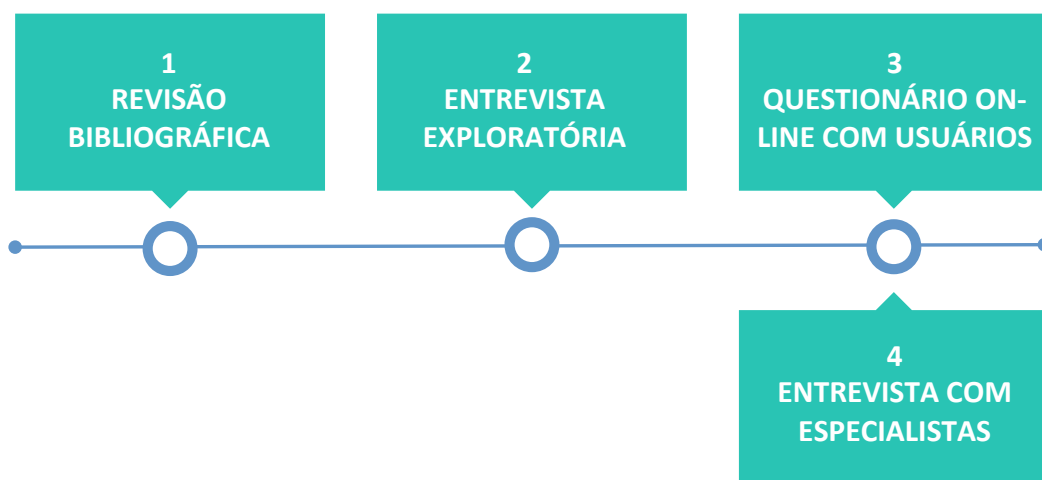 1
REVISÃO
BIBLIOGRÁFICA
2
ENTREVISTA
EXPLORATÓRIA
3
QUESTIONÁRIO ON-
LINE COM USUÁRIOS
4
ENTREVISTA COM
ESPECIALISTAS